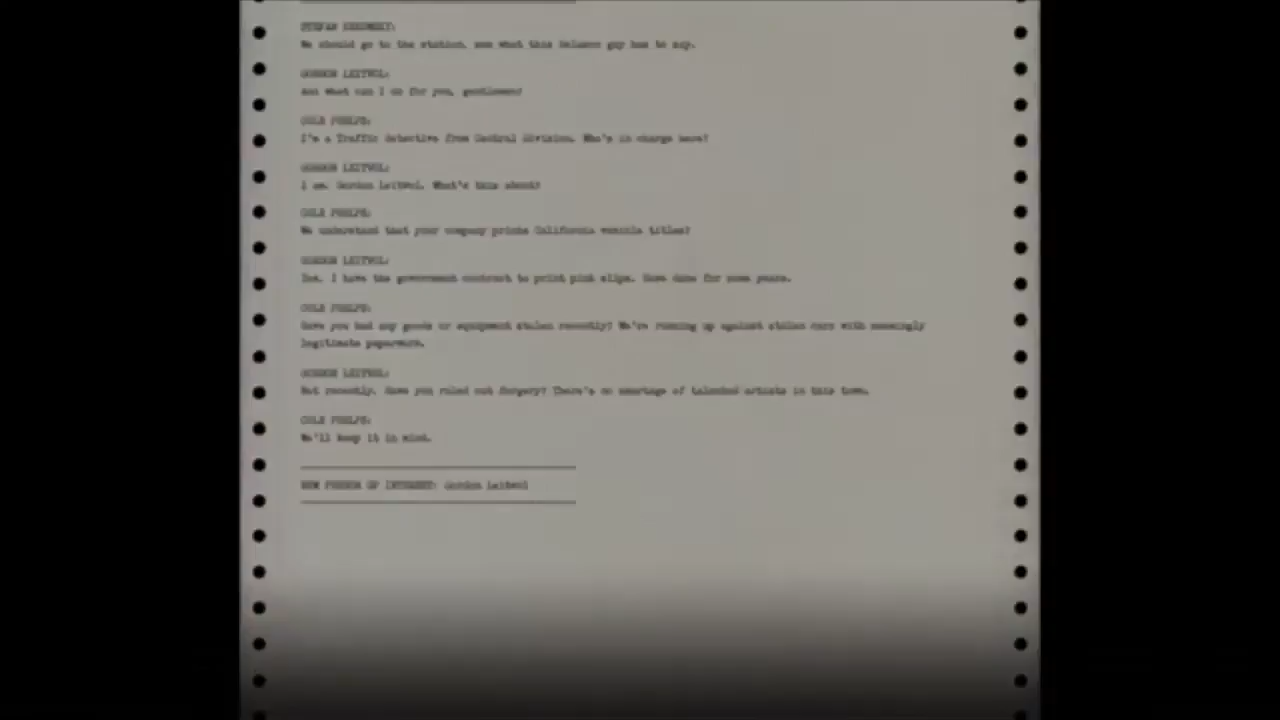 STEFAN BEKOWSKY:
We should go to the station, see what this Belasco guy has to say.
GORDON LEITVOL:
And what can I do for you, gentlemen?
COLE PHELPS:
I'm a Traffic detective from Central Division. Who's in charge here?
GORDON LEITVOL:
I am. Gordon Leitvol. What's this about?
COLE PHELPS:
We understand that your company prints California vehicle titles?
GORDON LEITVOL:
Yes. I have the government contract to print pink slips. Have done for some years.
COLE PHELPS:
Have you had any goods or equipment stolen recently? We're running up against stolen cars with seemingly
legitimate paperwork.
GORDON LEITVOL:
Not recently. Have you ruled out forgery? There's no shortage of talented artists in this town.
COLE PHELPS:
We'll keep it in mind.
NEW PERSON OF INTEREST: Gordon Leitvol